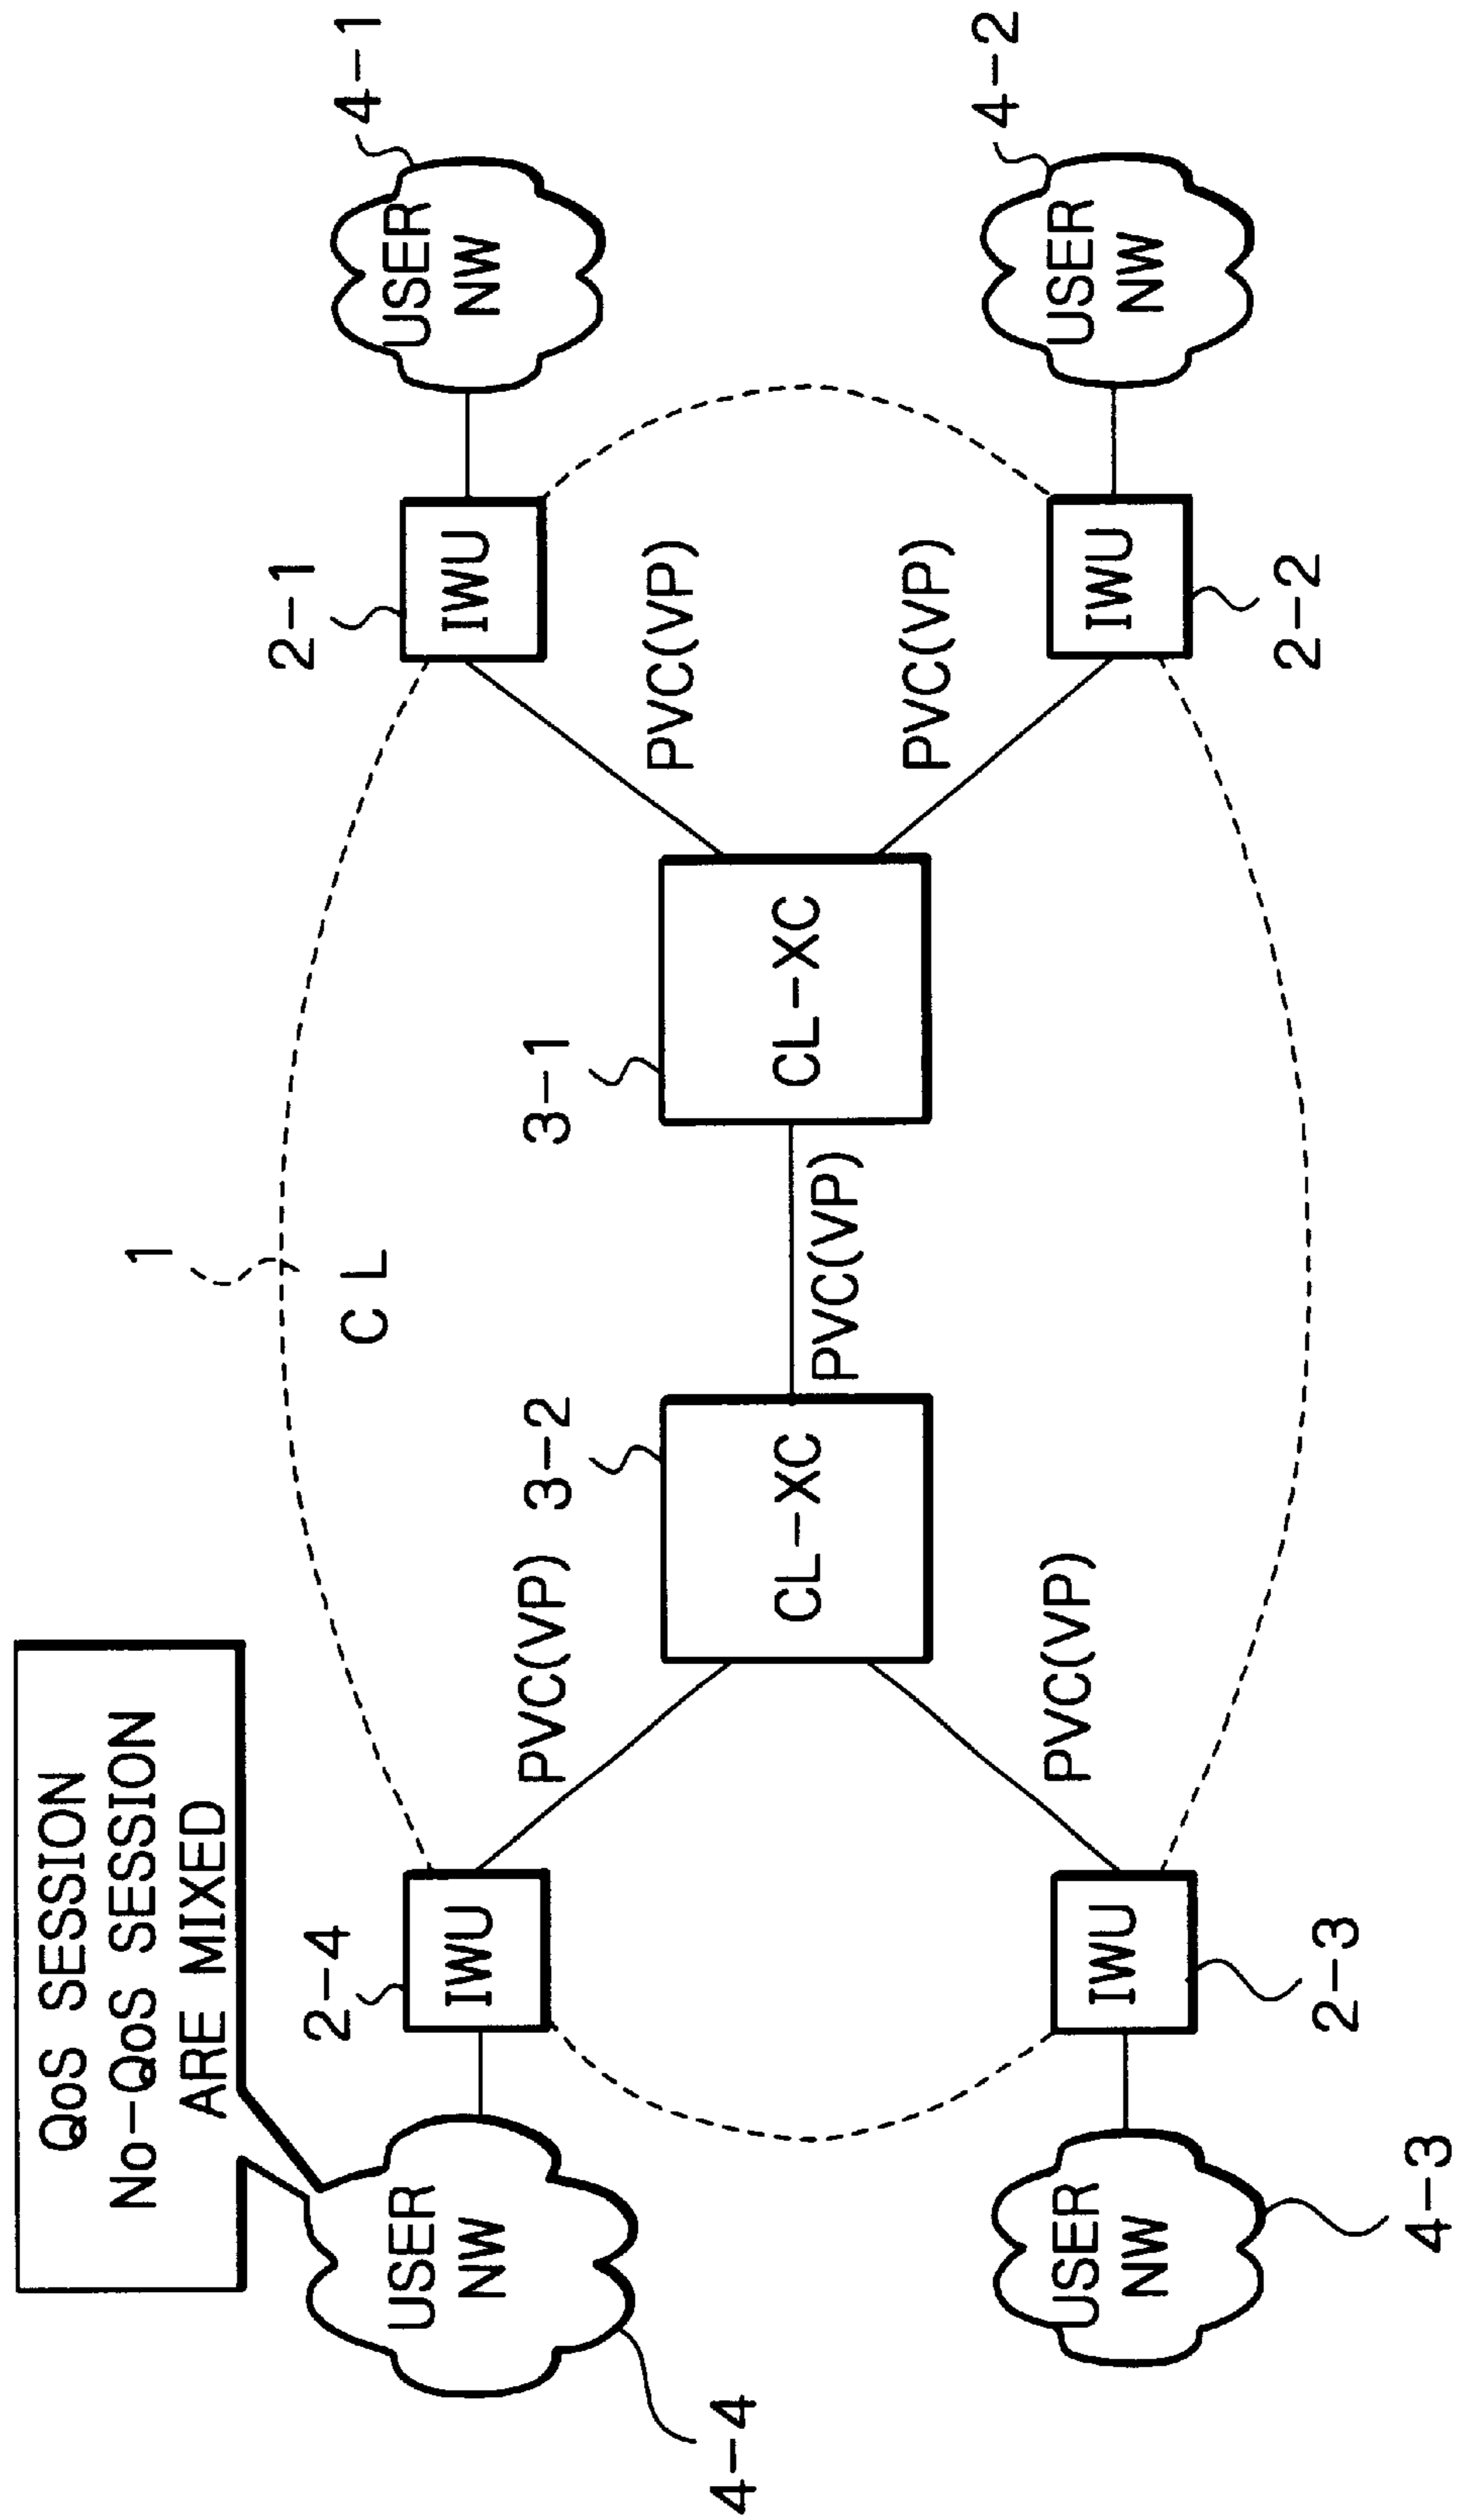 QoS SESSION
No-QoS SESSION
ARE MIXED
1
CL
2-4
PVC(VP)
3-2
3-1
2-1
4-1
USER
NW
IWU
IWU
USER
NW
PVC(VP)
CL-XC
PVC(VP)
CL-XC
PVC(VP)
4-4
PVC(VP)
4-2
USER
NW
IWU
PVC(VP)
IWU
USER
NW
4-3
2-3
2-2